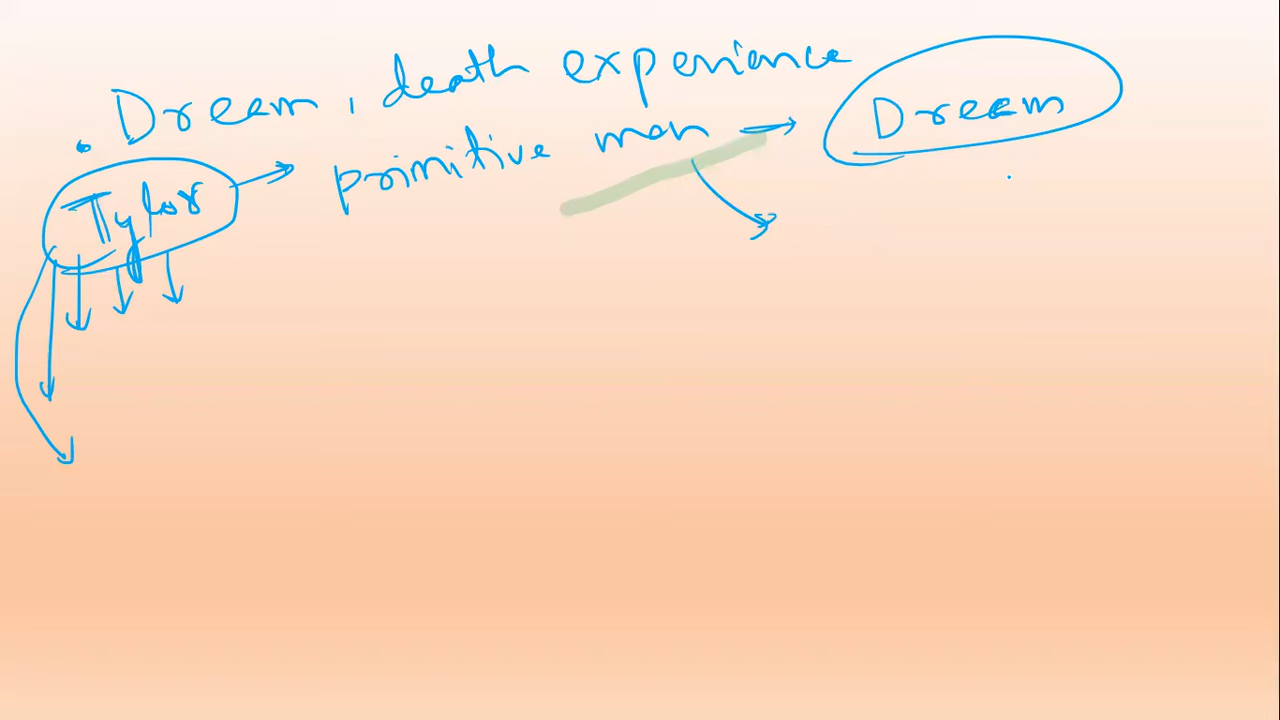 . Dream, death experience
Tylor → primitive man → Dream